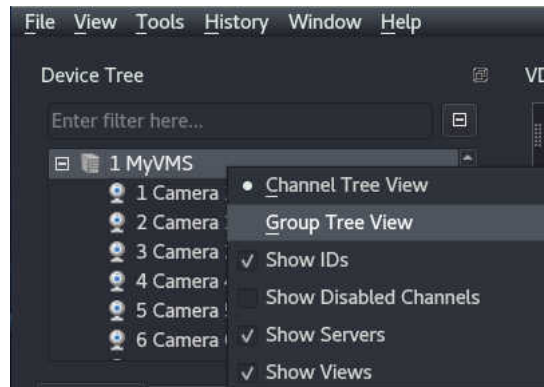 File View Tools History Window Help
Device Tree
Enter filter here...
1 MyVMS
1 Camera
2 Camera
3 Camera
4 Camera
5 Camera
6 Camera
Channel Tree View
Group Tree View
Show IDs
Show Disabled Channels
Show Servers
Show Views